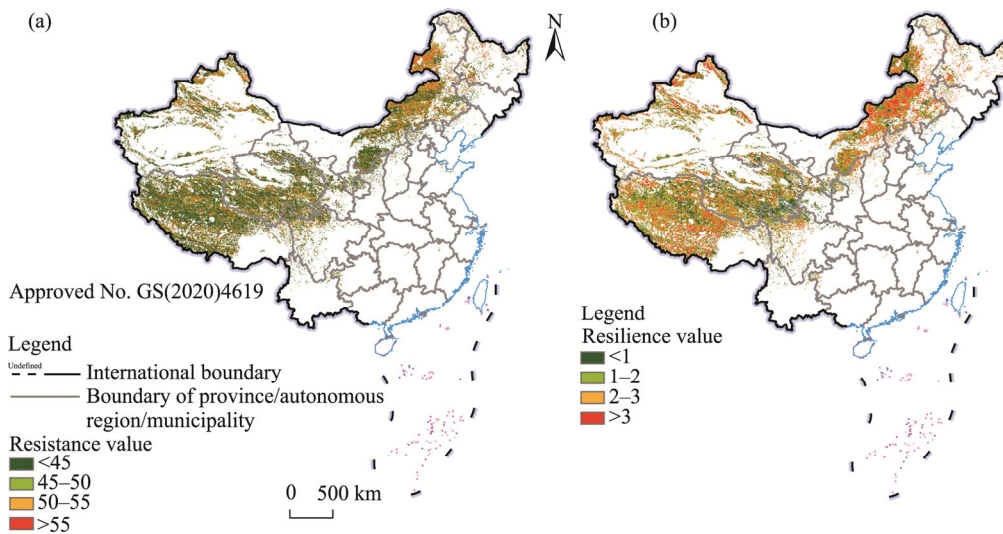 (a)
N
(b)
Approved No. GS(2020)4619
Legend
Undefined
International boundary
Boundary of province/autonomous
region/municipality
Resistance value
<45
45–50
50–55
>55
0 500 km
Legend
Resilience value
<1
1–2
2–3
>3